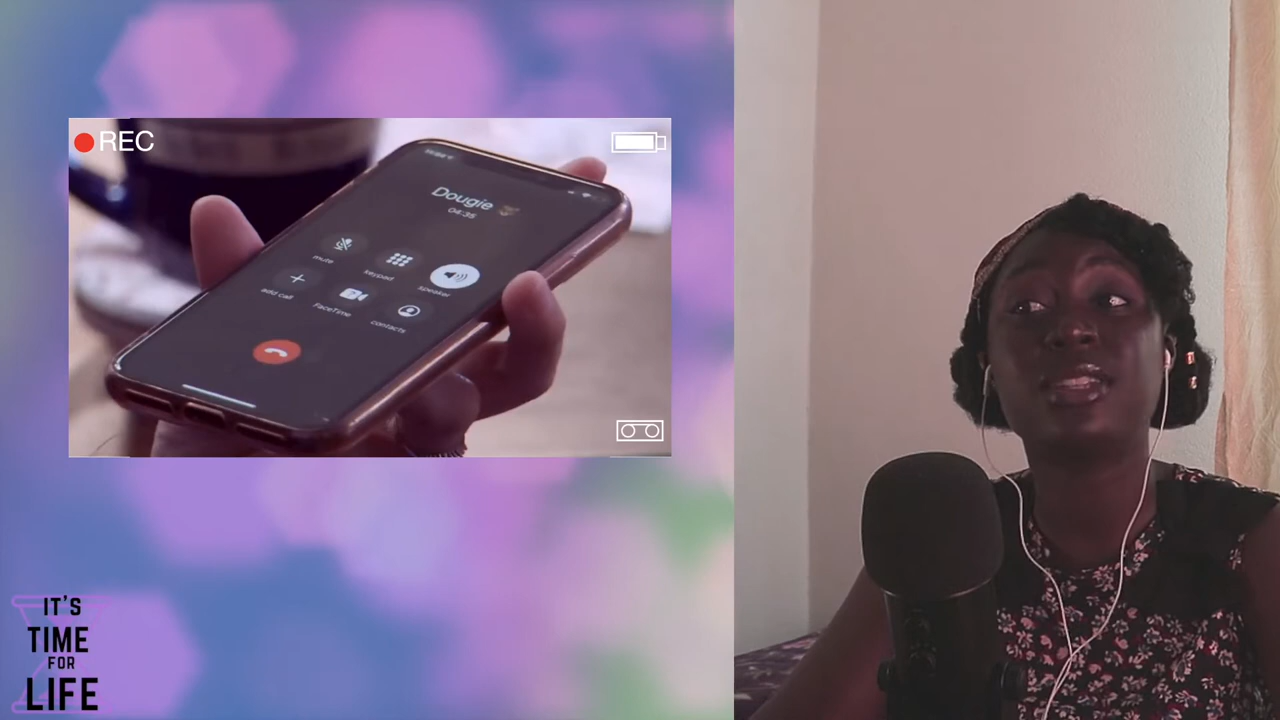 REC
Dougie
04:35
mute
keypad
speaker
add call
FaceTime
contacts
IT'S
TIME
FOR
LIFE